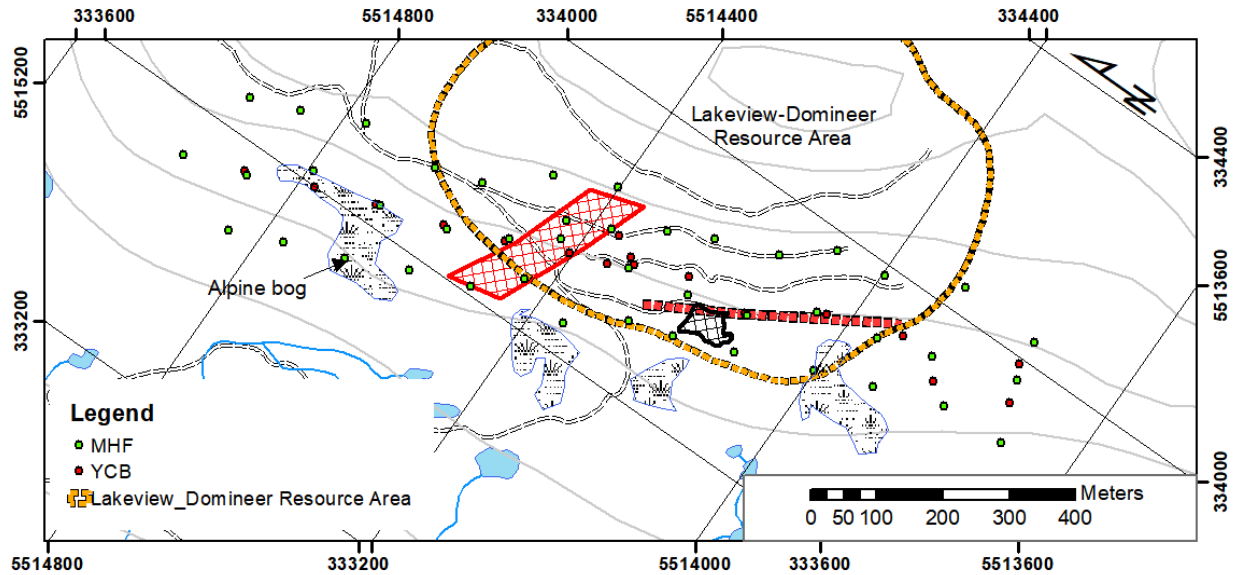 333600
5514800
334000
5514400
334400
5515200
Lakeview-Domineer
Resource Area
N
334400
Alpine bog
5513600
333200
Legend
MHF
YCB
Lakeview_Domineer Resource Area
Meters
0 50 100 200 300 400
334000
5514800
333200
5514000
333600
5513600